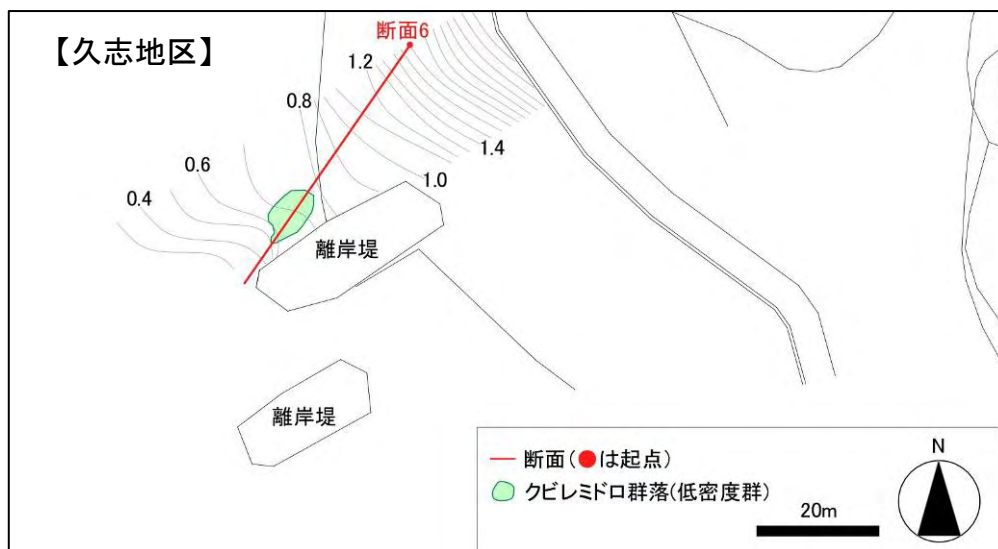 【久志地区】
断面6
1.2
0.8
1.4
0.6
1.0
0.4
離岸堤
離岸堤
断面(●は起点)
クビレミドロ群落(低密度群)
20m
N